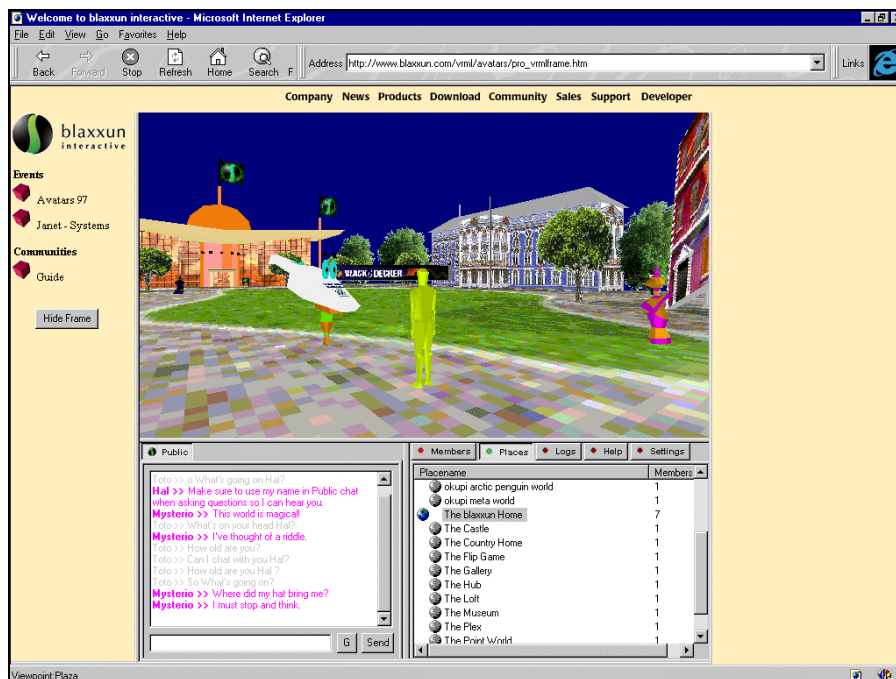 Welcome to blaxxun interactive - Microsoft Internet Explorer
File Edit View Go Favorites Help
Back Forward Stop Refresh Home Search F
Address http://www.blaxxun.com/vrml/avatars/pro_vrmlframe.htm
Links
Company News Products Download Community Sales Support Developer
blaxxun
interactive
Events
Avatars 97
Janet - Systems
Communities
Guide
Hide Frame
BLACK & DECKER
Public
Toto >> o What's going on Hal?
Hal >> Make sure to use my name in Public chat
when asking questions so I can hear you.
Mysterio >> This world is magical!
Toto >> What's on your head Hal?
Mysterio >> I've thought of a riddle.
Toto >> How old are you?
Toto >> Can I chat with you Hal?
Toto >> How old are you Hal ?
Toto >> So What's going on?
Mysterio >> Where did my hat bring me?
Mysterio >> I must stop and think.
G Send
Members Places Logs Help Settings
Placename Members
okupi arctic penguin world 1
okupi meta world 1
The blaxxun Home 7
The Castle 1
The Country Home 1
The Flip Game 1
The Gallery 1
The Hub 1
The Loft 1
The Museum 1
The Plex 1
The Point World 1
Viewpoint:Plaza